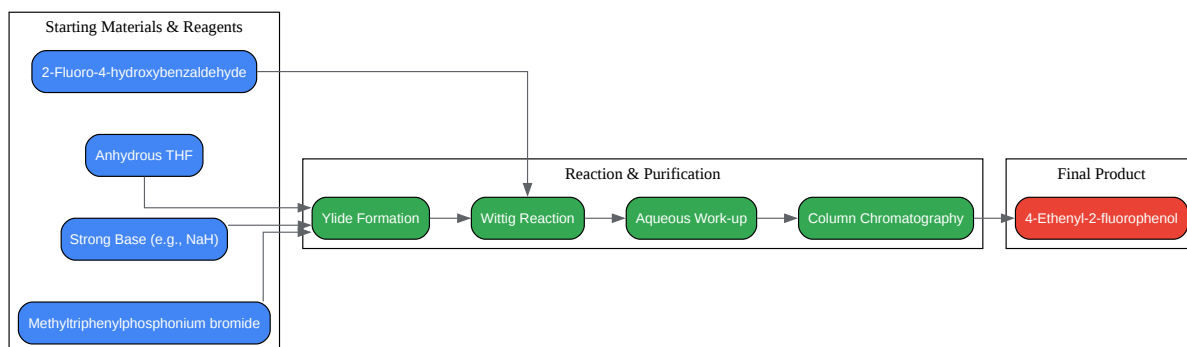 Starting Materials & Reagents
2-Fluoro-4-hydroxybenzaldehyde
Anhydrous THF
Strong Base (e.g., NaH)
Methyltriphenylphosphonium bromide
Reaction & Purification
Ylide Formation
Wittig Reaction
Aqueous Work-up
Column Chromatography
Final Product
4-Ethenyl-2-fluorophenol